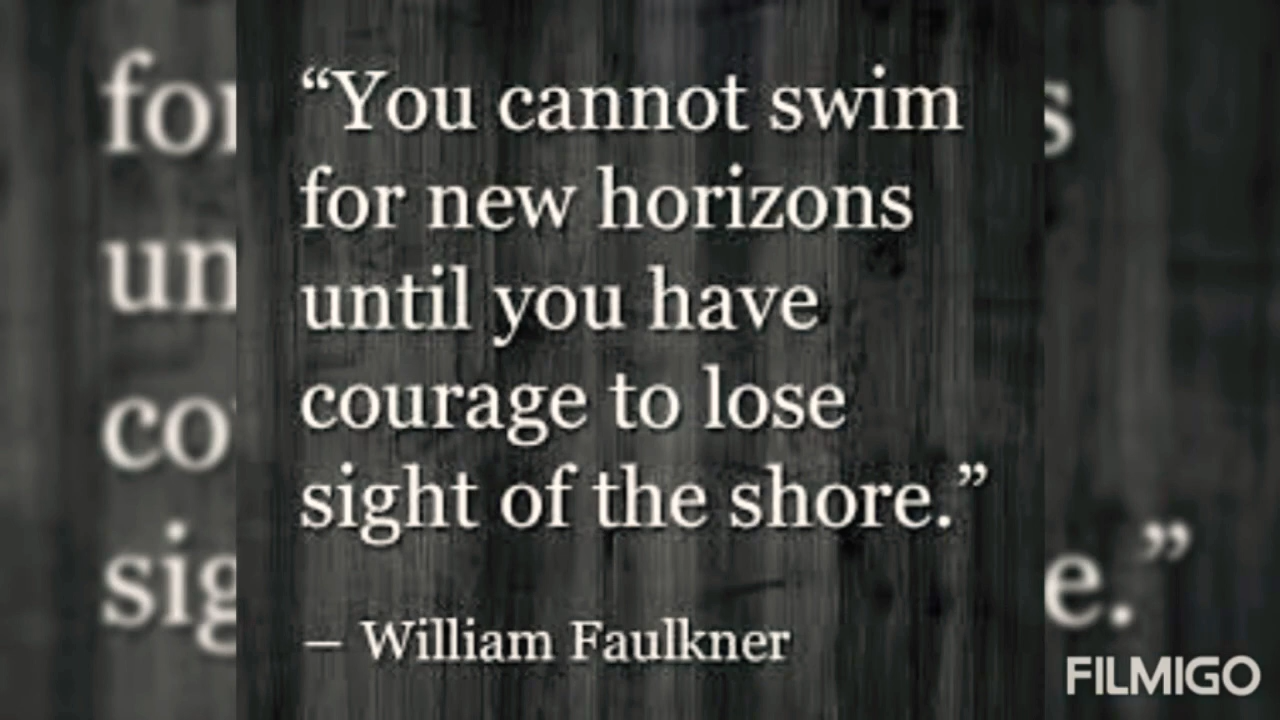 “You cannot swim
for new horizons
until you have
courage to lose
sight of the shore.”
– William Faulkner
FILMIGO